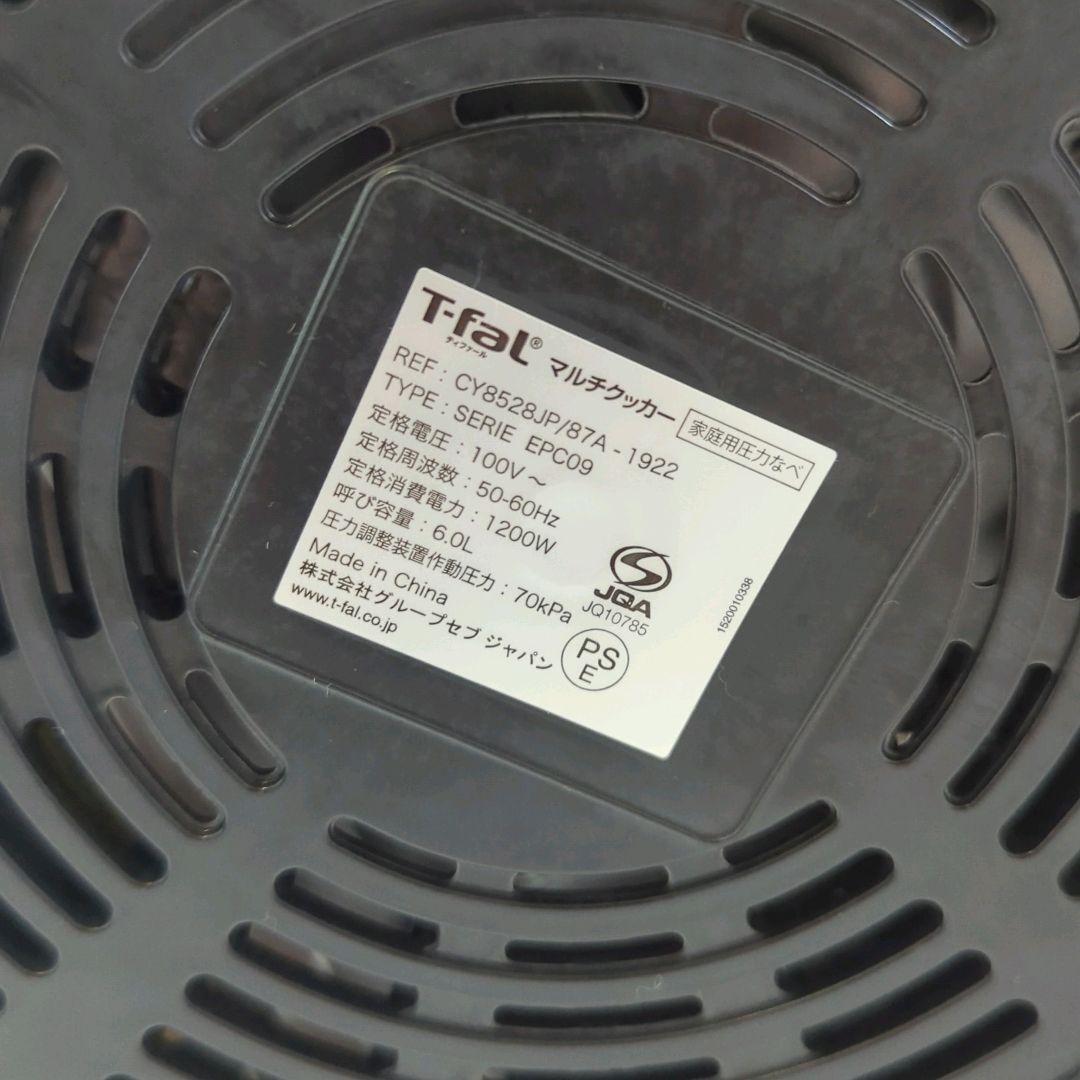 T-fal® マルチクッカー 家庭用圧力なべ
ティファール
REF : CY8528JP/87A - 1922
TYPE : SERIE EPC09
定格電圧 : 100V ~
定格周波数 : 50-60Hz
定格消費電力 : 1200W
呼び容量 : 6.0L
圧力調整装置作動圧力 : 70kPa
Made in China
株式会社グループセブ ジャパン
www.t-fal.co.jp
JQA
JQ10785
PS
E
1520010338